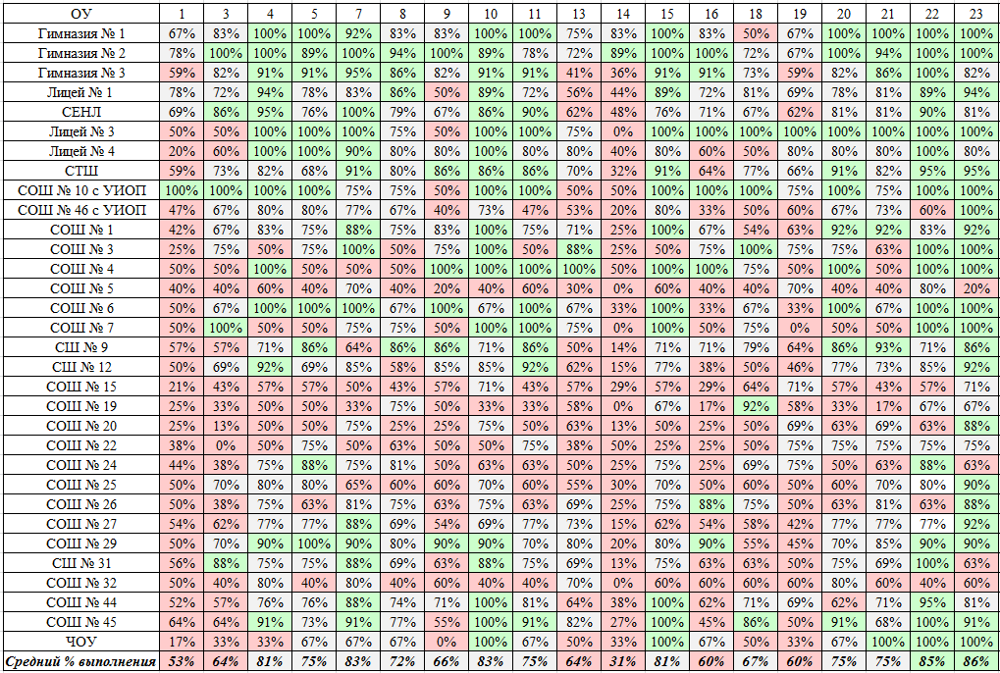 ОУ 1 3 4 5 7 8 9 10 11 13 14 15 16 18 19 20 21 22 23
Гимназия № 1 67% 83% 100% 100% 92% 83% 83% 100% 100% 75% 83% 100% 83% 50% 67% 100% 100% 100% 100%
Гимназия № 2 78% 100% 100% 89% 100% 94% 100% 89% 78% 72% 89% 100% 100% 72% 67% 100% 94% 100% 100%
Гимназия № 3 59% 82% 91% 91% 95% 86% 82% 91% 91% 41% 36% 91% 91% 73% 59% 82% 86% 100% 82%
Лицей № 1 78% 72% 94% 78% 83% 86% 50% 89% 72% 56% 44% 89% 72% 81% 69% 78% 81% 89% 94%
СЕНЛ 69% 86% 95% 76% 100% 79% 67% 86% 90% 62% 48% 76% 71% 67% 62% 81% 81% 90% 81%
Лицей № 3 50% 50% 100% 100% 100% 75% 50% 100% 100% 75% 0% 100% 100% 100% 100% 100% 100% 100% 100%
Лицей № 4 20% 60% 100% 100% 90% 80% 80% 100% 80% 80% 40% 80% 60% 50% 80% 80% 80% 100% 80%
СТШ 59% 73% 82% 68% 91% 80% 86% 86% 86% 70% 32% 91% 64% 77% 66% 91% 82% 95% 95%
СОШ № 10 с УИОП 100% 100% 100% 100% 75% 75% 50% 100% 100% 50% 50% 100% 100% 100% 75% 100% 75% 100% 100%
СОШ № 46 с УИОП 47% 67% 80% 80% 77% 67% 40% 73% 47% 53% 20% 80% 33% 50% 60% 67% 73% 60% 100%
СОШ № 1 42% 67% 83% 75% 88% 75% 83% 100% 75% 71% 25% 100% 67% 54% 63% 92% 92% 83% 92%
СОШ № 3 25% 75% 50% 75% 100% 50% 75% 100% 50% 88% 25% 50% 75% 100% 75% 75% 63% 100% 100%
СОШ № 4 50% 50% 100% 50% 50% 50% 100% 100% 100% 100% 50% 100% 100% 75% 50% 100% 50% 100% 100%
СОШ № 5 40% 40% 60% 40% 70% 40% 20% 40% 60% 30% 0% 60% 40% 40% 70% 40% 40% 80% 20%
СОШ № 6 50% 67% 100% 100% 100% 67% 100% 67% 100% 67% 33% 100% 33% 67% 33% 100% 67% 100% 100%
СОШ № 7 50% 100% 50% 50% 75% 75% 50% 100% 100% 75% 0% 100% 50% 75% 0% 50% 50% 100% 100%
СШ № 9 57% 57% 71% 86% 64% 86% 86% 71% 86% 50% 14% 71% 71% 79% 64% 86% 93% 71% 86%
СШ № 12 50% 69% 92% 69% 85% 58% 85% 85% 92% 62% 15% 77% 38% 50% 46% 77% 73% 85% 92%
СОШ № 15 21% 43% 57% 57% 50% 43% 57% 71% 43% 57% 29% 57% 29% 64% 71% 57% 43% 57% 71%
СОШ № 19 25% 33% 50% 50% 33% 75% 50% 33% 33% 58% 0% 67% 17% 92% 58% 33% 17% 67% 67%
СОШ № 20 25% 13% 50% 50% 75% 25% 25% 75% 50% 63% 13% 50% 25% 50% 69% 63% 69% 63% 88%
СОШ № 22 38% 0% 50% 75% 50% 63% 50% 50% 75% 38% 50% 25% 25% 50% 75% 75% 75% 75% 75%
СОШ № 24 44% 38% 75% 88% 75% 81% 50% 63% 63% 50% 25% 75% 25% 69% 75% 50% 63% 88% 63%
СОШ № 25 50% 70% 80% 80% 65% 60% 60% 70% 60% 55% 30% 70% 50% 60% 50% 60% 70% 80% 90%
СОШ № 26 50% 38% 75% 63% 81% 75% 63% 75% 63% 69% 25% 75% 88% 75% 50% 63% 81% 63% 88%
СОШ № 27 54% 62% 77% 77% 88% 69% 54% 69% 77% 73% 15% 62% 54% 58% 42% 77% 77% 77% 92%
СОШ № 29 50% 70% 90% 100% 90% 80% 90% 90% 70% 80% 20% 80% 90% 55% 45% 70% 85% 90% 90%
СШ № 31 56% 88% 75% 75% 88% 69% 63% 88% 75% 69% 13% 75% 63% 63% 50% 75% 69% 100% 63%
СОШ № 32 50% 40% 80% 40% 80% 40% 60% 40% 40% 70% 0% 60% 60% 60% 60% 80% 60% 40% 60%
СОШ № 44 52% 57% 76% 76% 88% 74% 71% 100% 81% 64% 38% 100% 62% 71% 69% 62% 71% 95% 81%
СОШ № 45 64% 64% 91% 73% 91% 77% 55% 100% 91% 82% 27% 100% 45% 86% 50% 91% 68% 100% 91%
ЧОУ 17% 33% 33% 67% 67% 67% 0% 100% 67% 50% 33% 100% 67% 50% 33% 67% 100% 100% 100%
Средний % выполнения 53% 64% 81% 75% 83% 72% 66% 83% 75% 64% 31% 81% 60% 67% 60% 75% 75% 85% 86%